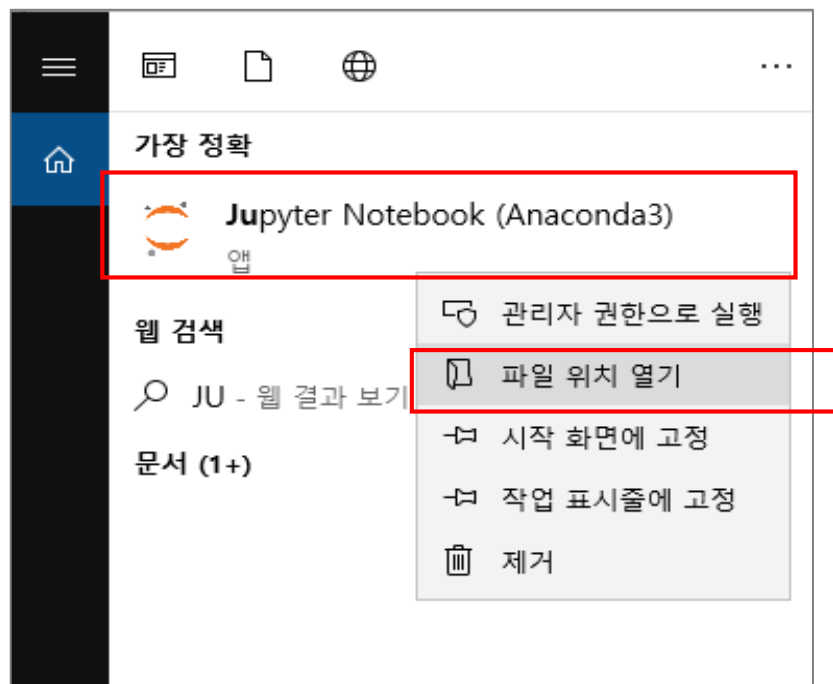 가장 정확
Jupyter Notebook (Anaconda3)
앱
관리자 권한으로 실행
웹 검색
파일 위치 열기
JU - 웹 결과 보기
시작 화면에 고정
문서 (1+)
작업 표시줄에 고정
제거